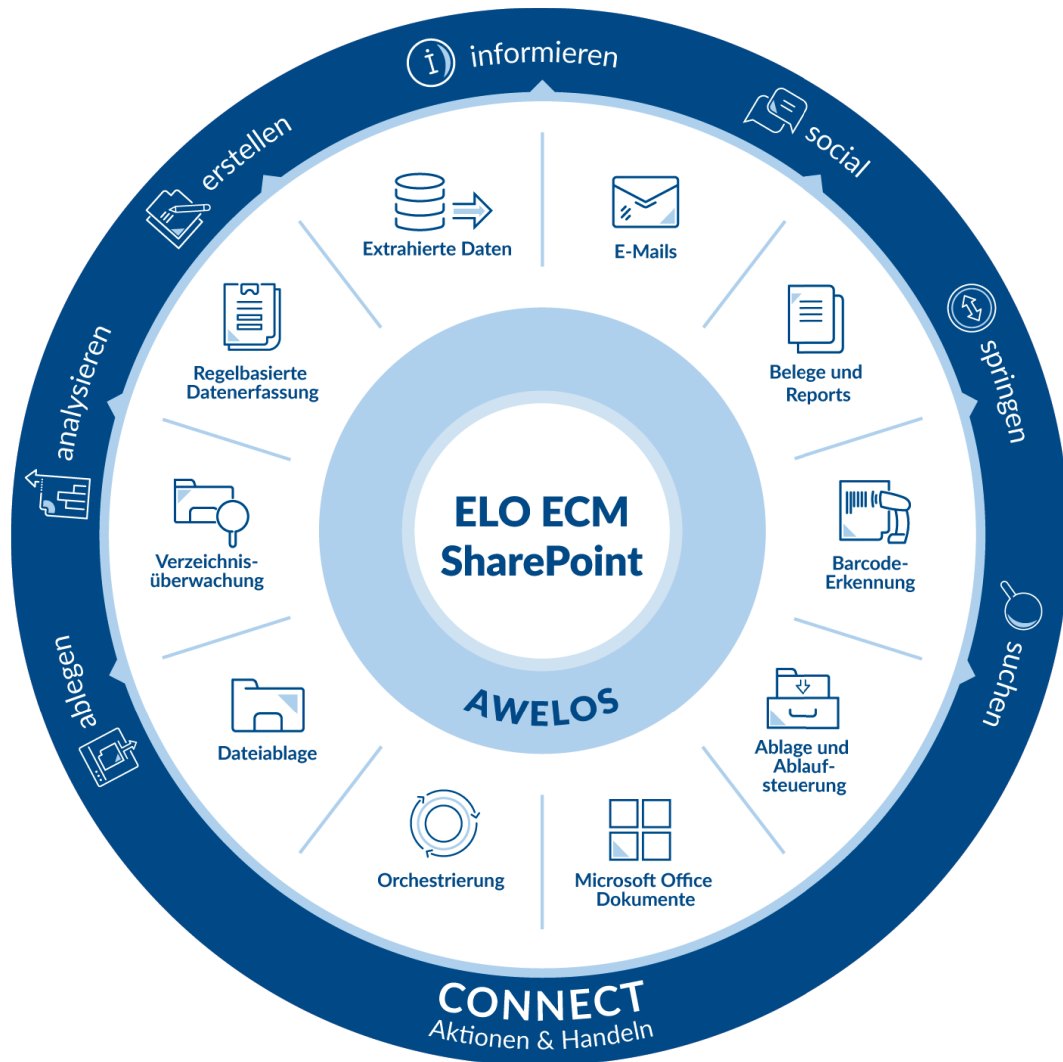 informieren
social
springen
suchen
erstellen
analysieren
ablegen
Extrahierte Daten
E-Mails
Belege und
Reports
Barcode-
Erkennung
Ablage und
Ablauf-
steuerung
Microsoft Office
Dokumente
Orchestrierung
Dateiablage
Verzeichnis-
überwachung
Regelbasierte
Datenerfassung
ELO ECM
SharePoint
AWELOS
CONNECT
Aktionen & Handeln